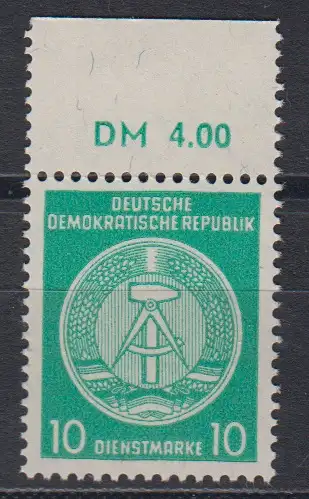 DM 4.00
DEUTSCHE
DEMOKRATISCHE REPUBLIK
10 DIENSTMARKE 10